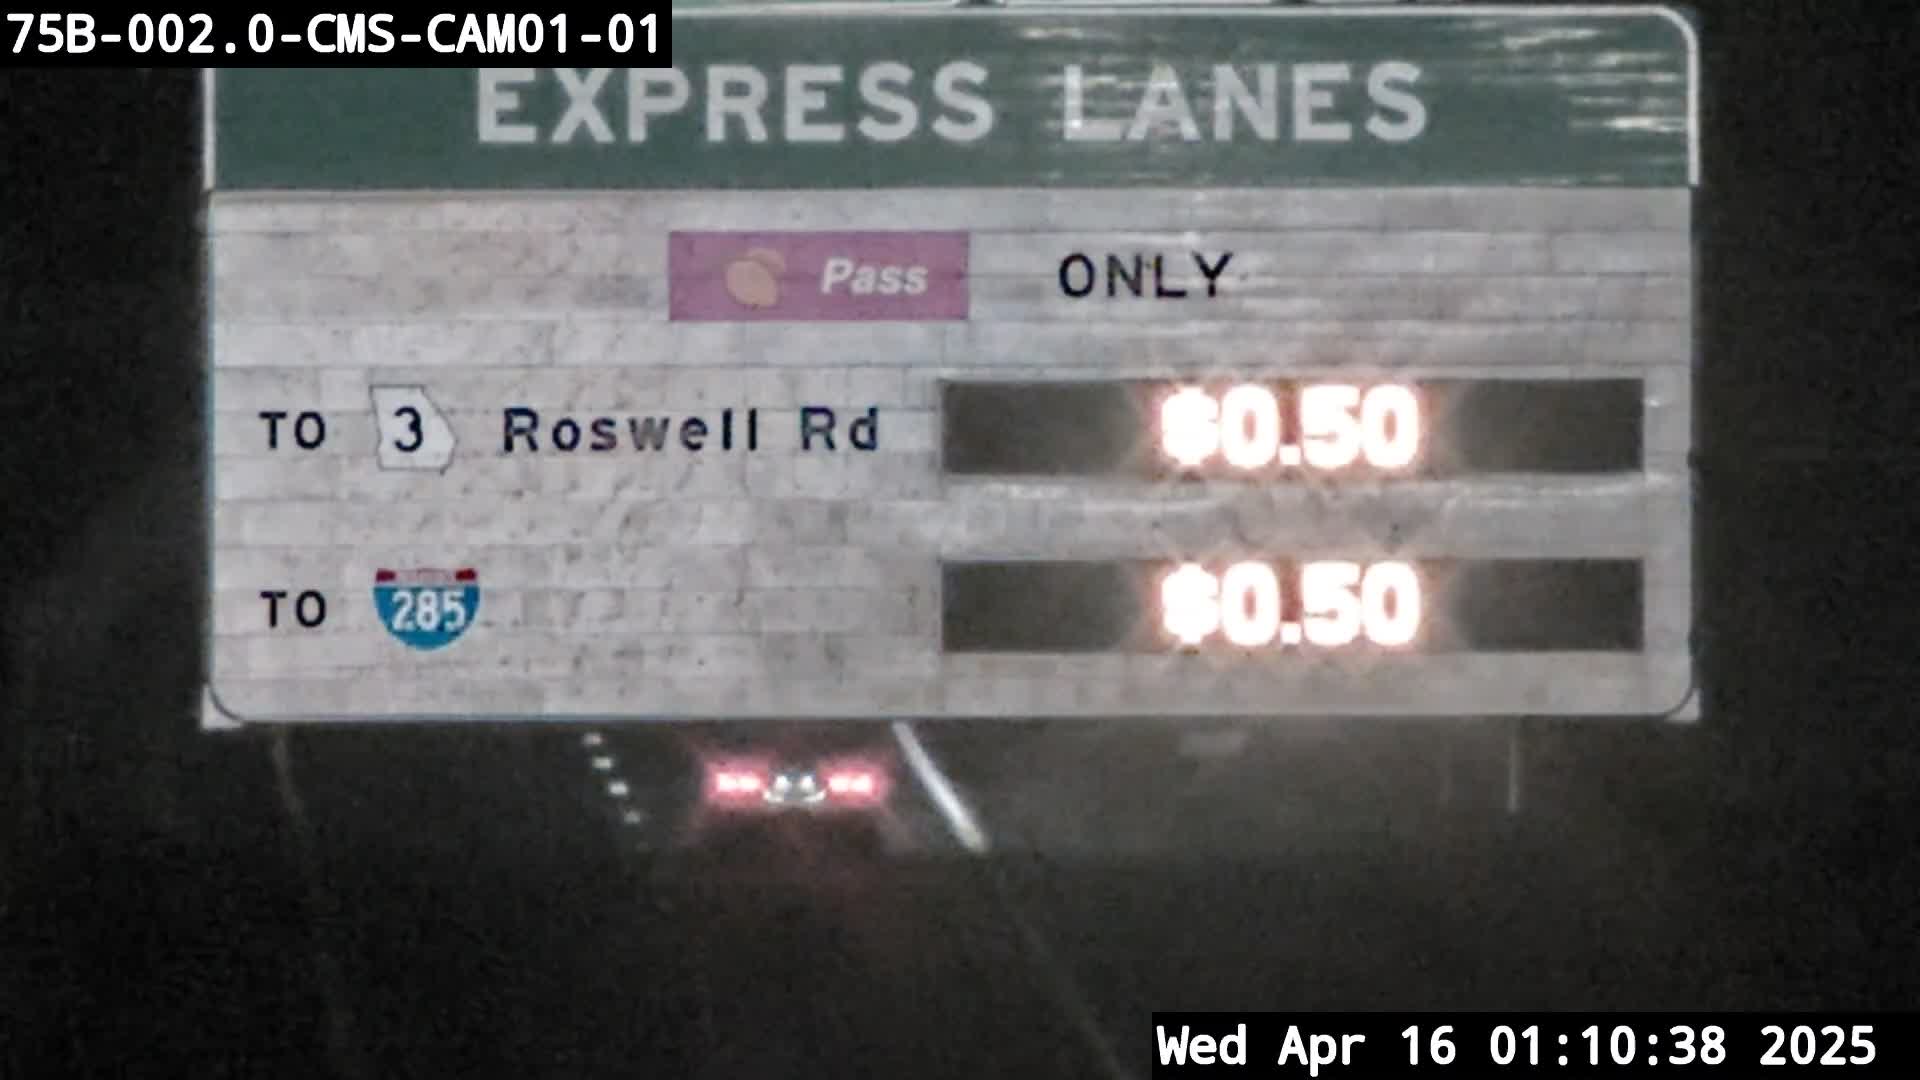 75B-002.0-CMS-CAM01-01
EXPRESS LANES
Pass ONLY
TO 3 Roswell Rd $0.50
TO 285 $0.50
Wed Apr 16 01:10:38 2025